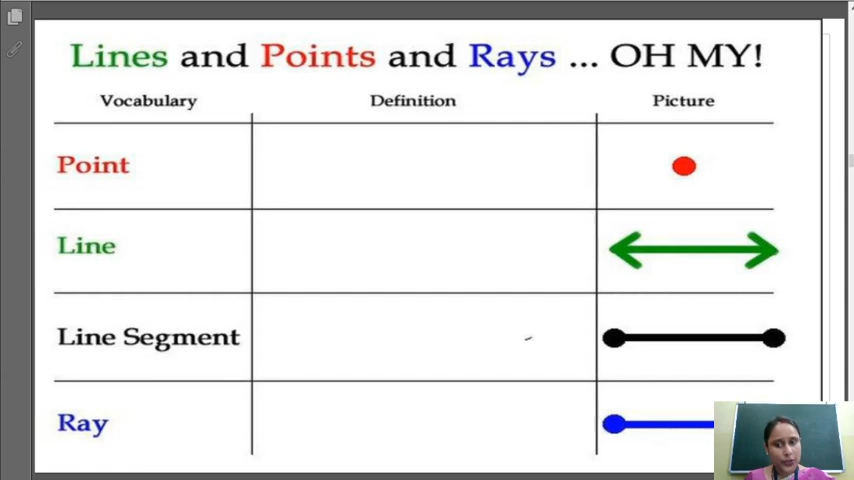 Lines and Points and Rays ... OH MY!
Vocabulary Definition Picture
Point
Line
Line Segment
Ray